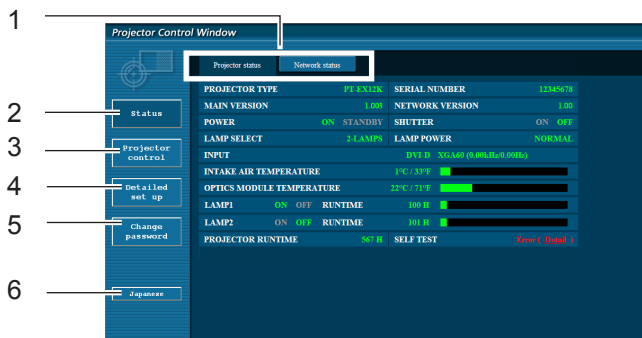 1
Projector Control Window
Projector status Network status
PROJECTOR TYPE PT-EX12K SERIAL NUMBER 12345678
2 Status MAIN VERSION 1.003 NETWORK VERSION 1.00
POWER ON STANDBY SHUTTER ON OFF
LAMP SELECT 2-LAMPS LAMP POWER NORMAL
3 Projector control
INPUT DVI-D XGA60 (0.00kHz/0.00Hz)
INTAKE AIR TEMPERATURE 1°C / 33°F
4 Detailed set up
OPTICS MODULE TEMPERATURE 22°C / 71°F
LAMP1 ON OFF RUNTIME 100 H
5 Change password
LAMP2 ON OFF RUNTIME 101 H
PROJECTOR RUNTIME 567 H SELF TEST Error ( Detail )
6 Japanese